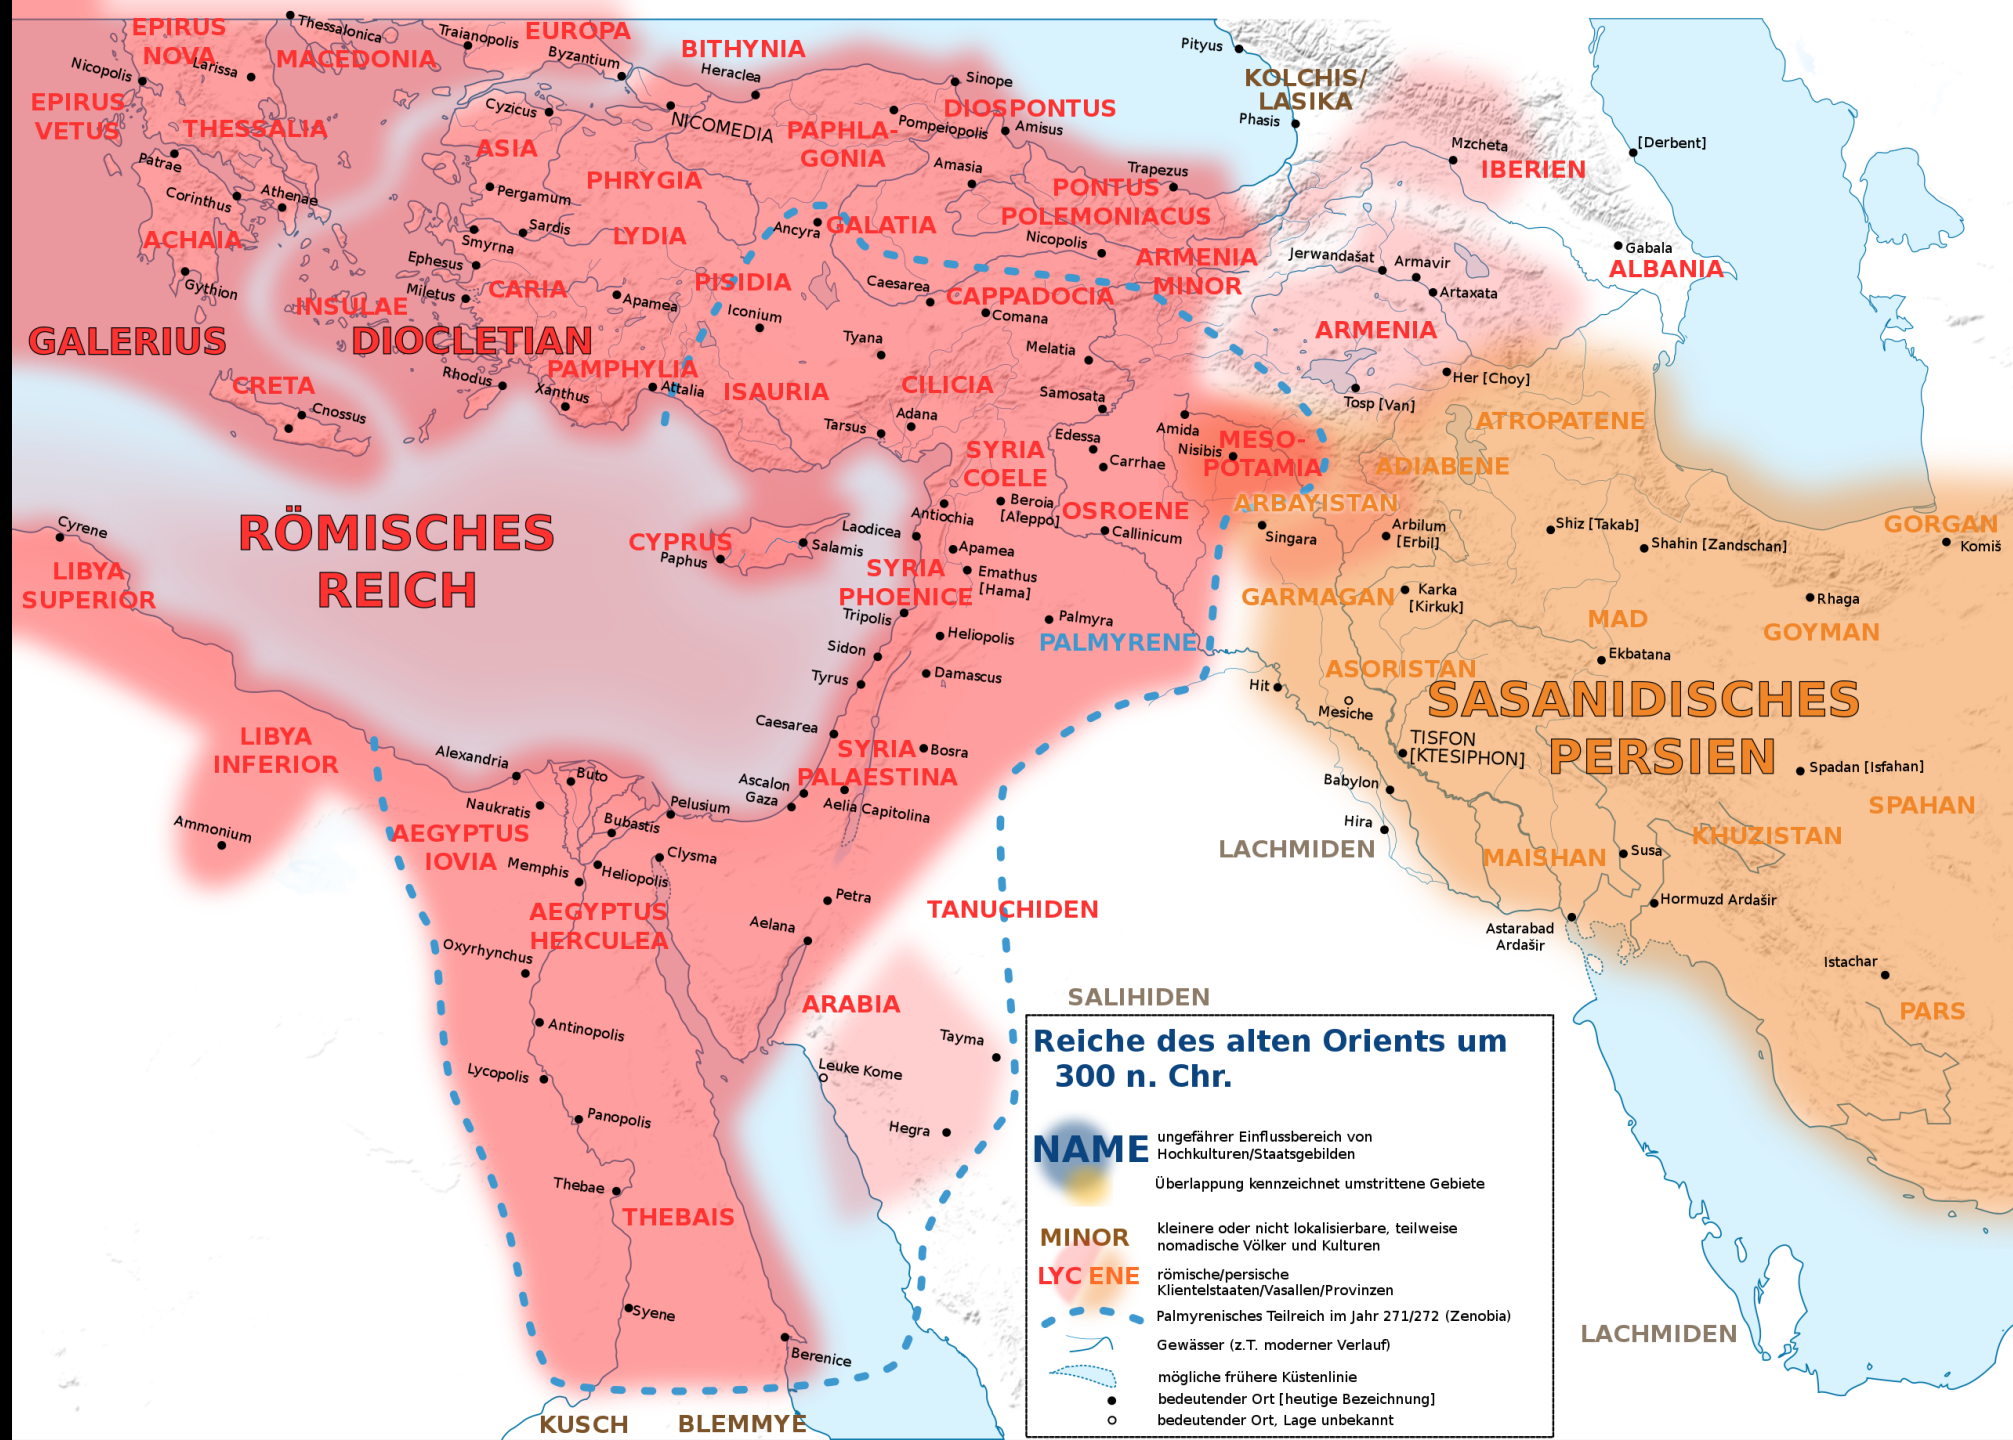 EPIRUS
NOVA
Thessalonica
MACEDONIA
Traianopolis
EUROPA
Byzantium
BITHYNIA
Heraclea
Sinope
DIOSPONTUS
Pityus
KOLCHIS/
LASIKA
Phasis
Nicopolis
Larissa
EPIRUS
VETUS
THESSALIA
Cyzicus
ASIA
NICOMEDIA
PAPHLA-
GONIA
Pompeiopolis
Amisus
Amasia
Trapezus
Mzcheta
IBERIEN
[Derbent]
Patrae
Corinthus
Athenae
ACHAIA
Gythion
Pergamum
PHRYGIA
Sardis
Smyrna
LYDIA
Ancyra
GALATIA
PONTUS
POLEMONIACUS
Nicopolis
ARMENIA
MINOR
Jerwandašat
Armavir
Artaxata
Gabala
ALBANIA
Ephesus
Miletus
CARIA
Apamea
PISIDIA
Iconium
Caesarea
CAPPADOCIA
Comana
INSULAE
GALERIUS
DIOCLETIAN
Tyana
Melatia
ARMENIA
CRETA
Cnossus
Rhodus
PAMPHYLIA
Xanthus
Attalia
ISAURIA
CILICIA
Adana
Tarsus
Samosata
Her [Choy]
Tosp [Van]
Amida
Nisibis
MESO-
POTAMIA
ATROPATENE
ADIABENE
Edessa
Carrhae
SYRIA
COELE
Beroia
[Aleppo]
Antiochia
OSROENE
Callinicum
ARBAYISTAN
Singara
Arbilum
[Erbil]
Shiz [Takab]
Shahin [Zandschan]
GORGAN
Komiš
Cyrene
LIBYA
SUPERIOR
RÖMISCHES
REICH
CYPRUS
Paphus
Salamis
Laodicea
Apamea
SYRIA
PHOENICE
Emathus
[Hama]
Tripolis
Heliopolis
Palmyra
PALMYRENE
GARMAGAN
Karka
[Kirkuk]
MAD
Rhaga
GOYMAN
Ekbatana
Sidon
Tyrus
Damascus
Hit
ASORISTAN
Mesiche
SASANIDISCHES
PERSIEN
TISFON
[KTESIPHON]
Spadan [Isfahan]
SPAHAN
LIBYA
INFERIOR
Ammonium
Alexandria
Buto
Naukratis
Bubastis
Pelusium
Caesarea
Ascalon
Gaza
SYRIA
PALAESTINA
Bosra
Aelia Capitolina
Babylon
Hira
LACHMIDEN
MAISHAN
Susa
KHUZISTAN
Hormuzd Ardašir
AEGYPTUS
IOVIA
Memphis
Heliopolis
Clysma
AEGYPTUS
HERCULEA
Oxyrhynchus
Petra
Aelana
TANUCHIDEN
Astarabad
Ardašir
Istachar
PARS
Antinopolis
ARABIA
SALIHIDEN
Lycopolis
Leuke Kome
Tayma
Panopolis
Hegra
Thebae
THEBAIS
Syene
Berenice
KUSCH
BLEMMYE
LACHMIDEN
Reiche des alten Orients um
300 n. Chr.
NAME
ungefährer Einflussbereich von
Hochkulturen/Staatsgebilden
Überlappung kennzeichnet umstrittene Gebiete
MINOR
kleinere oder nicht lokalisierbare, teilweise
nomadische Völker und Kulturen
LYC ENE
römische/persische
Klientelstaaten/Vasallen/Provinzen
Palmyrenisches Teilreich im Jahr 271/272 (Zenobia)
Gewässer (z.T. moderner Verlauf)
mögliche frühere Küstenlinie
bedeutender Ort [heutige Bezeichnung]
bedeutender Ort, Lage unbekannt